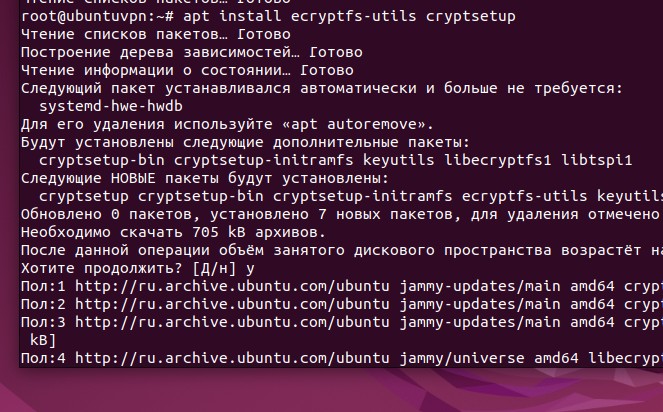 root@ubuntuvpn:~# apt install ecryptfs-utils cryptsetup
Чтение списков пакетов… Готово
Построение дерева зависимостей… Готово
Чтение информации о состоянии… Готово
Следующий пакет устанавливался автоматически и больше не требуется:
systemd-hwe-hwdb
Для его удаления используйте «apt autoremove».
Будут установлены следующие дополнительные пакеты:
cryptsetup-bin cryptsetup-initramfs keyutils libecryptfs1 libtspi1
Следующие НОВЫЕ пакеты будут установлены:
cryptsetup cryptsetup-bin cryptsetup-initramfs ecryptfs-utils keyutils
Обновлено 0 пакетов, установлено 7 новых пакетов, для удаления отмечено
Необходимо скачать 705 kB архивов.
После данной операции объём занятого дискового пространства возрастёт на
Хотите продолжить? [Д/н] y
Пол:1 http://ru.archive.ubuntu.com/ubuntu jammy-updates/main amd64 crypt
Пол:2 http://ru.archive.ubuntu.com/ubuntu jammy-updates/main amd64 crypt
Пол:3 http://ru.archive.ubuntu.com/ubuntu jammy-updates/main amd64 crypt
kB]
Пол:4 http://ru.archive.ubuntu.com/ubuntu jammy/universe amd64 libecrypt